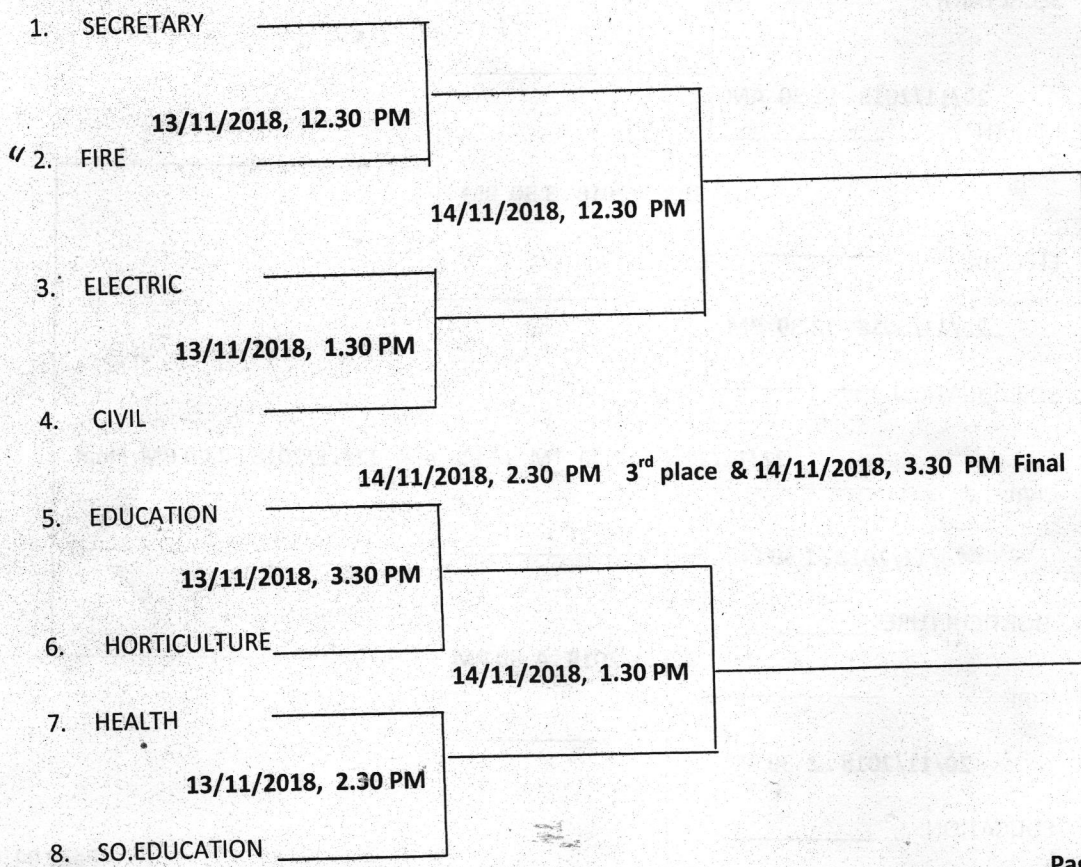 1. SECRETARY
13/11/2018, 12.30 PM
2. FIRE
14/11/2018, 12.30 PM
3. ELECTRIC
13/11/2018, 1.30 PM
4. CIVIL
14/11/2018, 2.30 PM 3rd place & 14/11/2018, 3.30 PM Final
5. EDUCATION
13/11/2018, 3.30 PM
6. HORTICULTURE
14/11/2018, 1.30 PM
7. HEALTH
13/11/2018, 2.30 PM
8. SO.EDUCATION